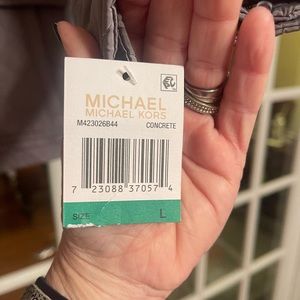 MICHAEL
MICHAEL KORS
M423026B44 CONCRETE
7 23088 37057 4
SIZE L